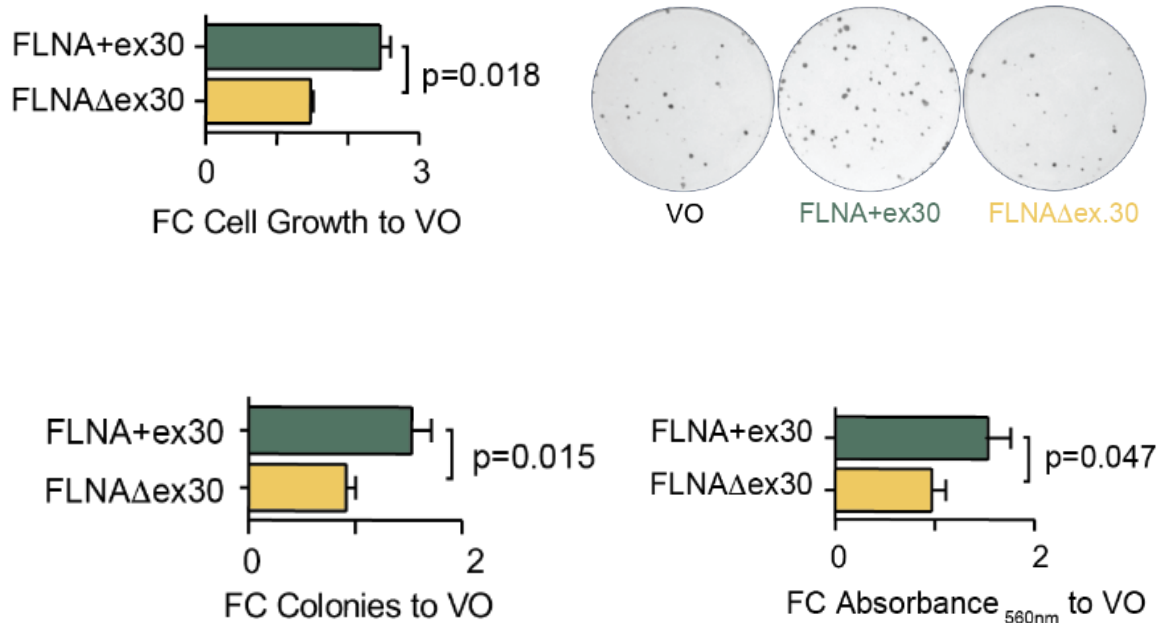 FLNA+ex30
FLNAΔex30
p=0.018
0
3
FC Cell Growth to VO
VO
FLNA+ex30
FLNAΔex.30
FLNA+ex30
FLNAΔex30
p=0.015
0
2
FC Colonies to VO
FLNA+ex30
FLNAΔex30
p=0.047
0
2
FC Absorbance 560nm to VO